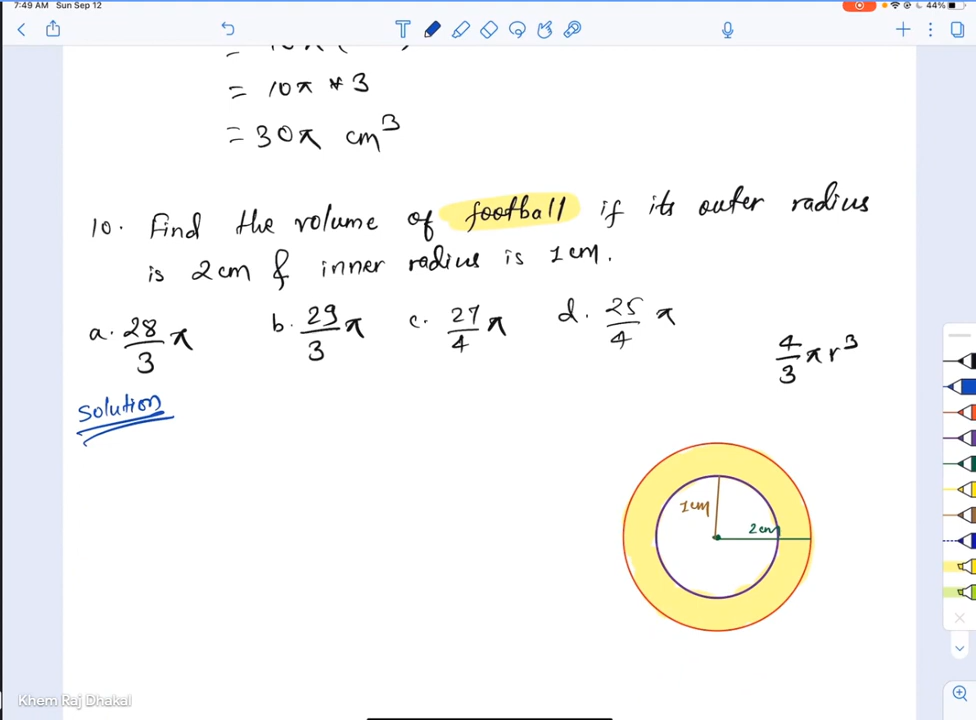 7:49 AM Sun Sep 12
44%
= 10π * 3
= 30π cm³
10. Find the volume of football if its outer radius
is 2cm & inner radius is 1cm.
a. 28/3 π b. 29/3 π c. 27/4 π d. 25/4 π
4/3 πr³
Solution
1cm
2cm
Khem Raj Dhakal